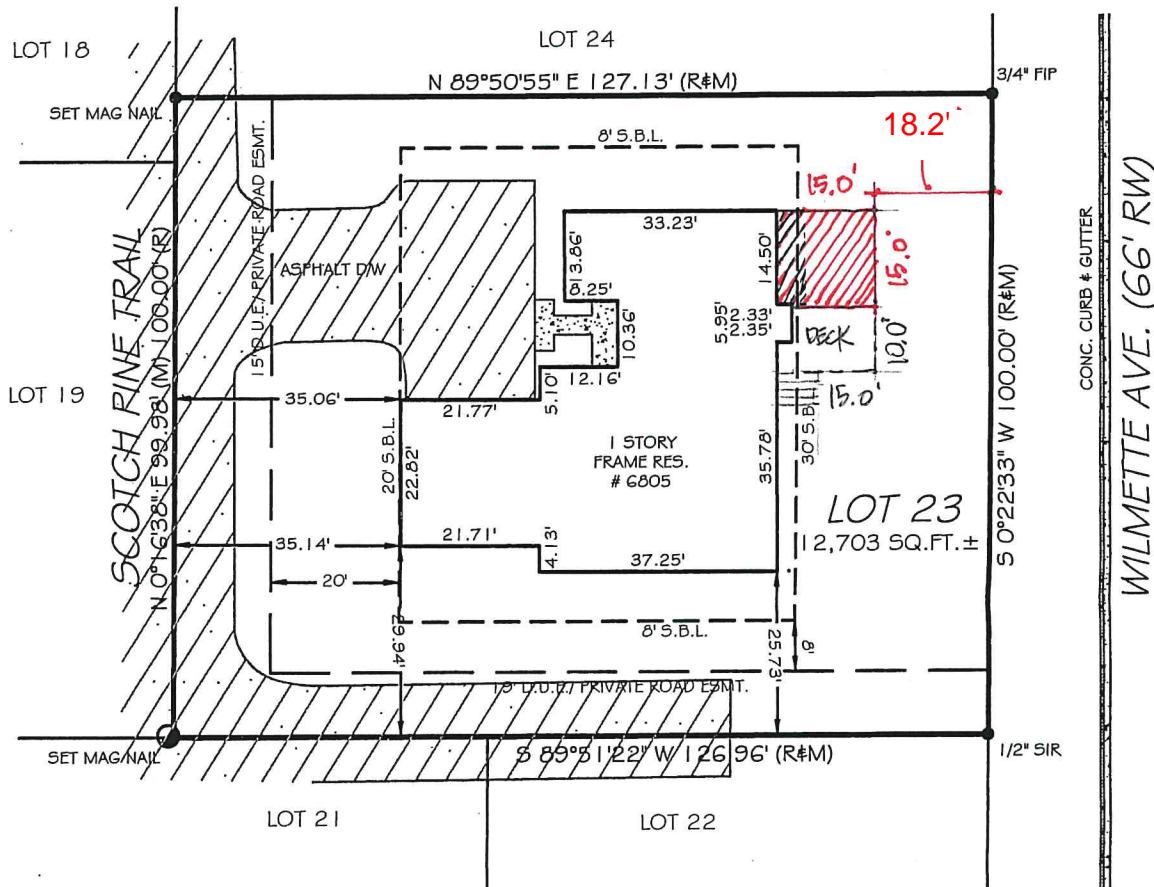 LOT 18
LOT 24
N 89°50'55" E 127.13' (R&M)
3/4" FIP
SET MAG NAIL
18.2'
8' S.B.L.
15.0'
15' D.U.E./ PRIVATE ROAD ESMT.
33.23'
14.50'
15.0'
ASPHALT D/W
13.86'
8.25'
10.36'
5.95'
2.33'
2.35'
DECK
10.0'
12.16'
5.10'
15.0'
LOT 19
SCOTCH PINE TRAIL
N 0°16'38" E 99.98' (M) 100.00' (R)
35.06'
21.77'
20' S.B.L.
22.82'
1 STORY
FRAME RES.
# 6805
35.78'
30' S.B.L.
S 0°22'33" W 100.00' (R&M)
CONC. CURB & GUTTER
WILMETTE AVE. (66' RW)
LOT 23
12,703 SQ.FT.±
35.14'
21.71'
4.13'
37.25'
20'
29.94'
8' S.B.L.
25.73'
8'
19' D.U.E./ PRIVATE ROAD ESMT.
SET MAG NAIL
S 89°51'22" W 126.96' (R&M)
1/2" SIR
LOT 21
LOT 22